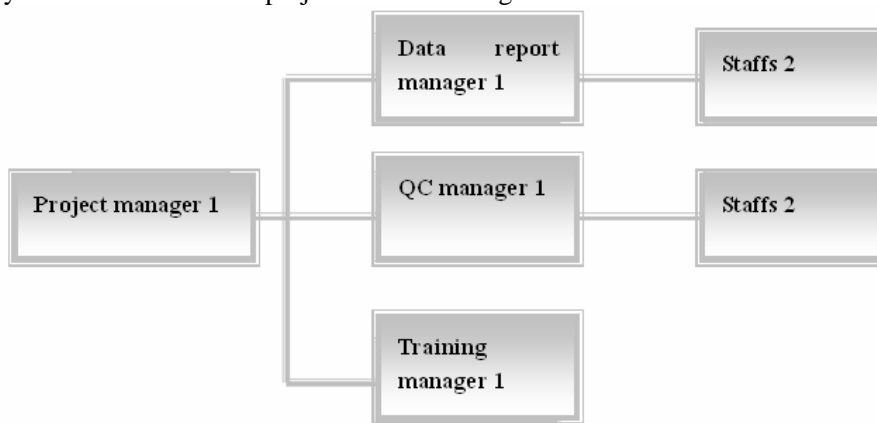 Data report
manager 1
Staffs 2
Project manager 1
QC manager 1
Staffs 2
Training
manager 1